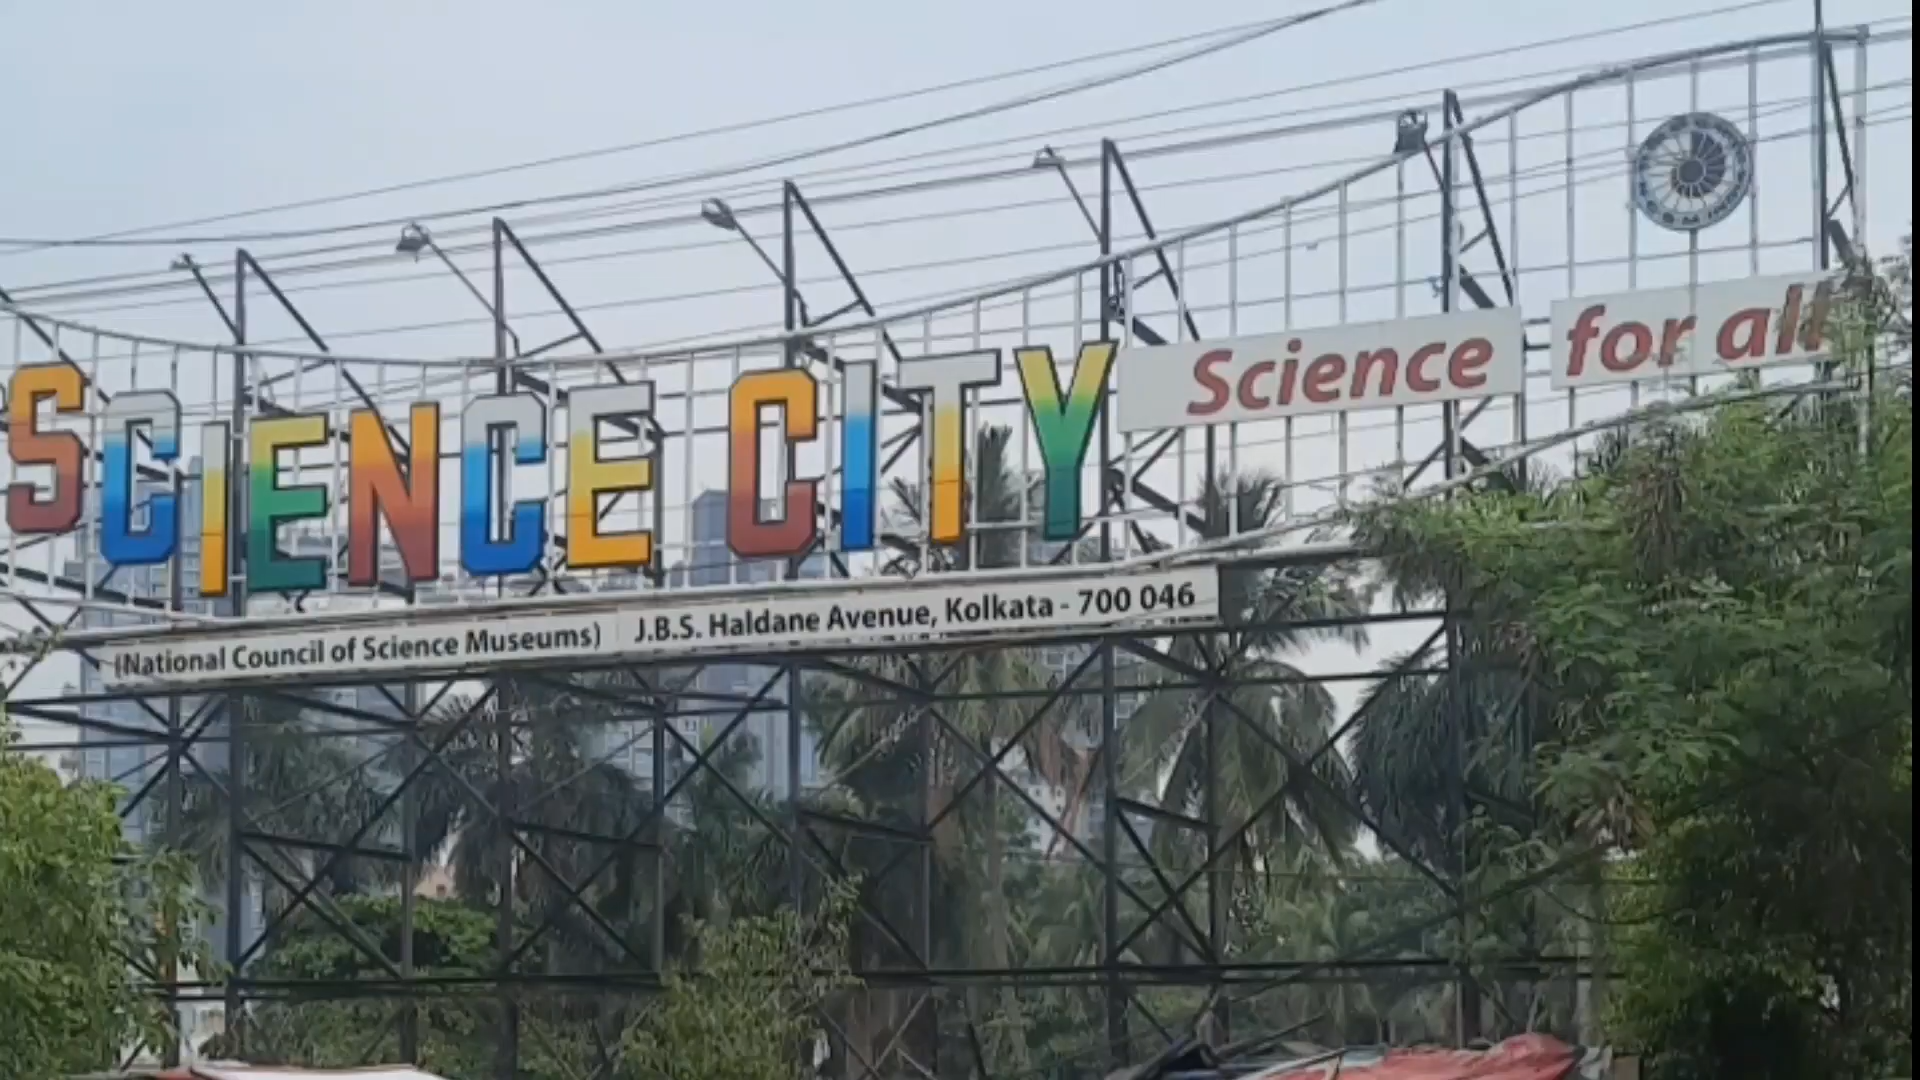 SCIENCE CITY
Science for all
(National Council of Science Museums) J.B.S. Haldane Avenue, Kolkata - 700 046